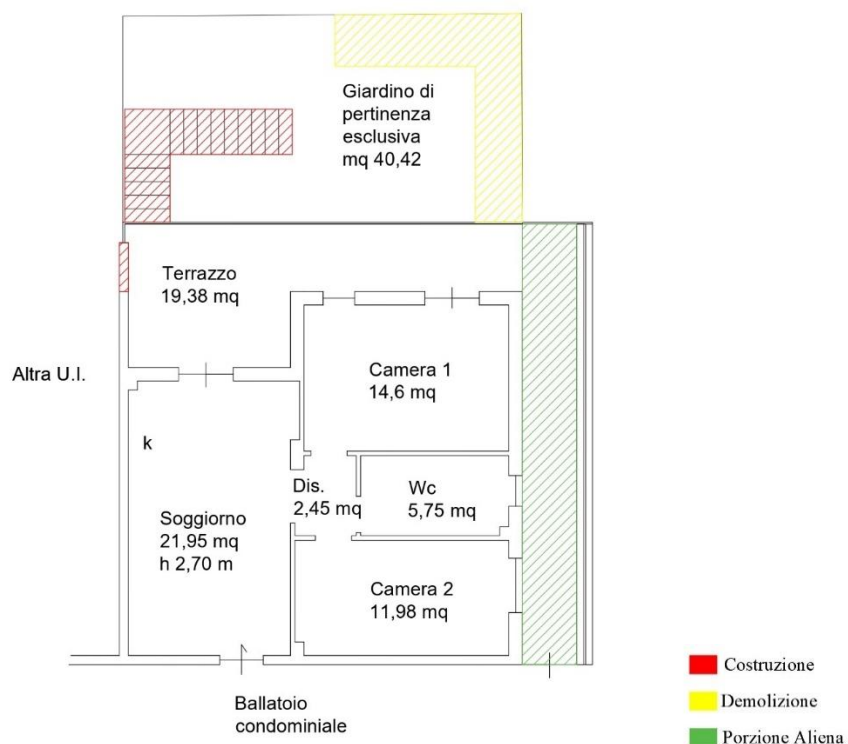 Giardino di
pertinenza
esclusiva
mq 40,42
Terrazzo
19,38 mq
Altra U.I.
Camera 1
14,6 mq
k
Dis.
2,45 mq
Wc
5,75 mq
Soggiorno
21,95 mq
h 2,70 m
Camera 2
11,98 mq
Ballatoio
condominiale
Costruzione
Demolizione
Porzione Aliena